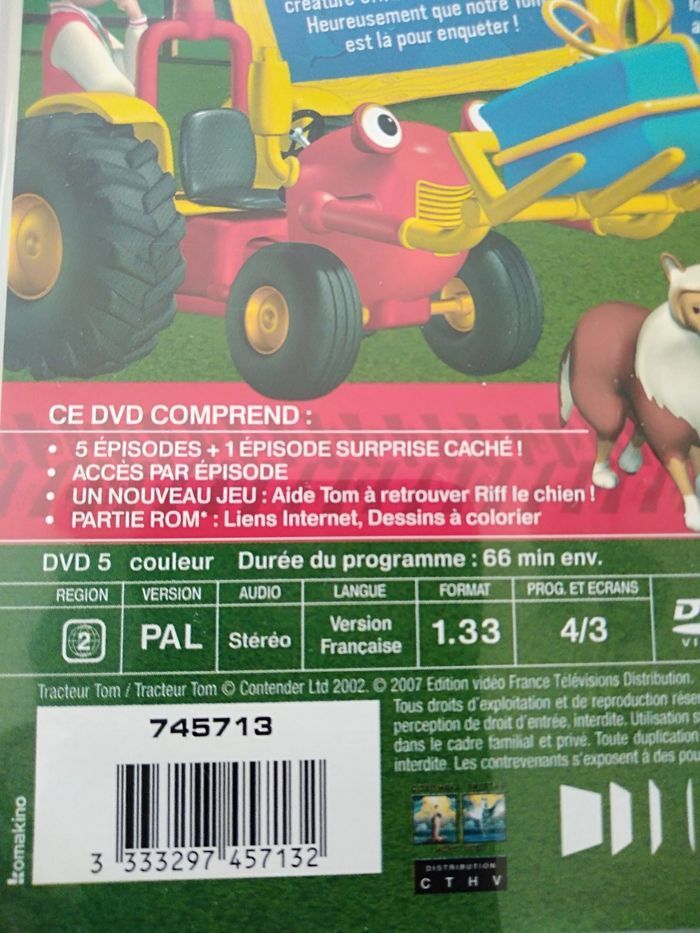 créature
Heureusement que notre Tom
est là pour enquêter !
CE DVD COMPREND :
• 5 ÉPISODES + 1 ÉPISODE SURPRISE CACHÉ !
• ACCÈS PAR ÉPISODE
• UN NOUVEAU JEU : Aide Tom à retrouver Riff le chien !
• PARTIE ROM* : Liens Internet, Dessins à colorier
DVD 5 couleur Durée du programme : 66 min env.
REGION VERSION AUDIO LANGUE FORMAT PROG. ET ECRANS
2 PAL Stéréo Version Française 1.33 4/3
Tracteur Tom / Tracteur Tom © Contender Ltd 2002. © 2007 Edition vidéo France Télévisions Distribution.
Tous droits d'exploitation et de reproduction rése
perception de droit d'entrée, interdite. Utilisation
dans le cadre familial et privé. Toute duplication
interdite. Les contrevenants s'exposent à des pou
745713
3 333297 457132
komakino
DISTRIBUTION
C T H V